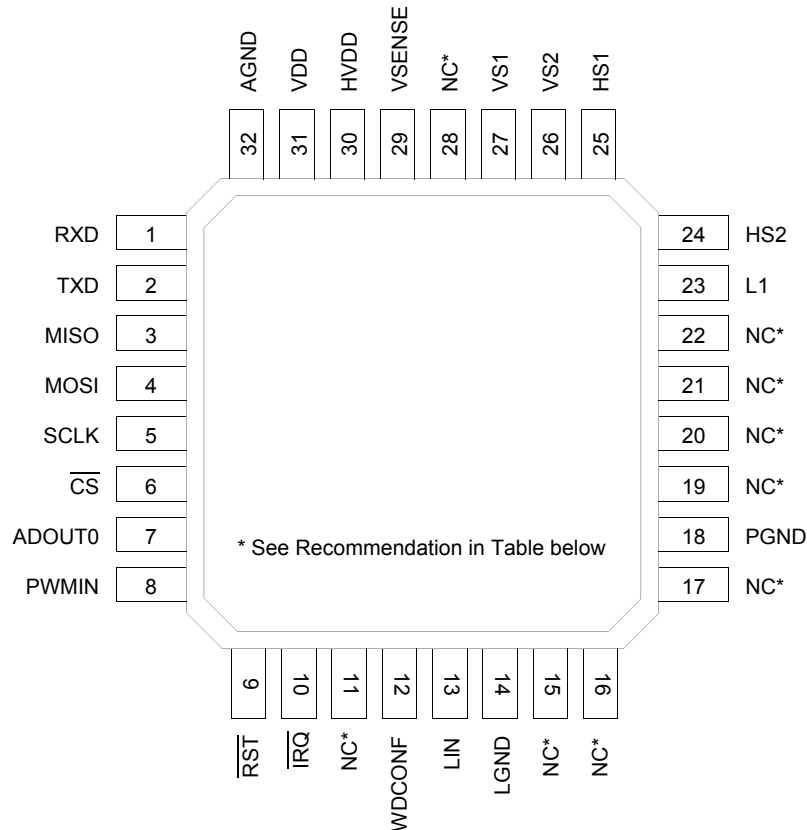 AGND VDD HVDD VSENSE NC* VS1 VS2 HS1
32 31 30 29 28 27 26 25
RXD 1 24 HS2
TXD 2 23 L1
MISO 3 22 NC*
MOSI 4 21 NC*
SCLK 5 20 NC*
C̅S̅ 6 19 NC*
ADOUT0 7 * See Recommendation in Table below 18 PGND
PWMIN 8 17 NC*
9 10 11 12 13 14 15 16
R̅S̅T̅ I̅R̅Q̅ NC* WDCONF LIN LGND NC* NC*